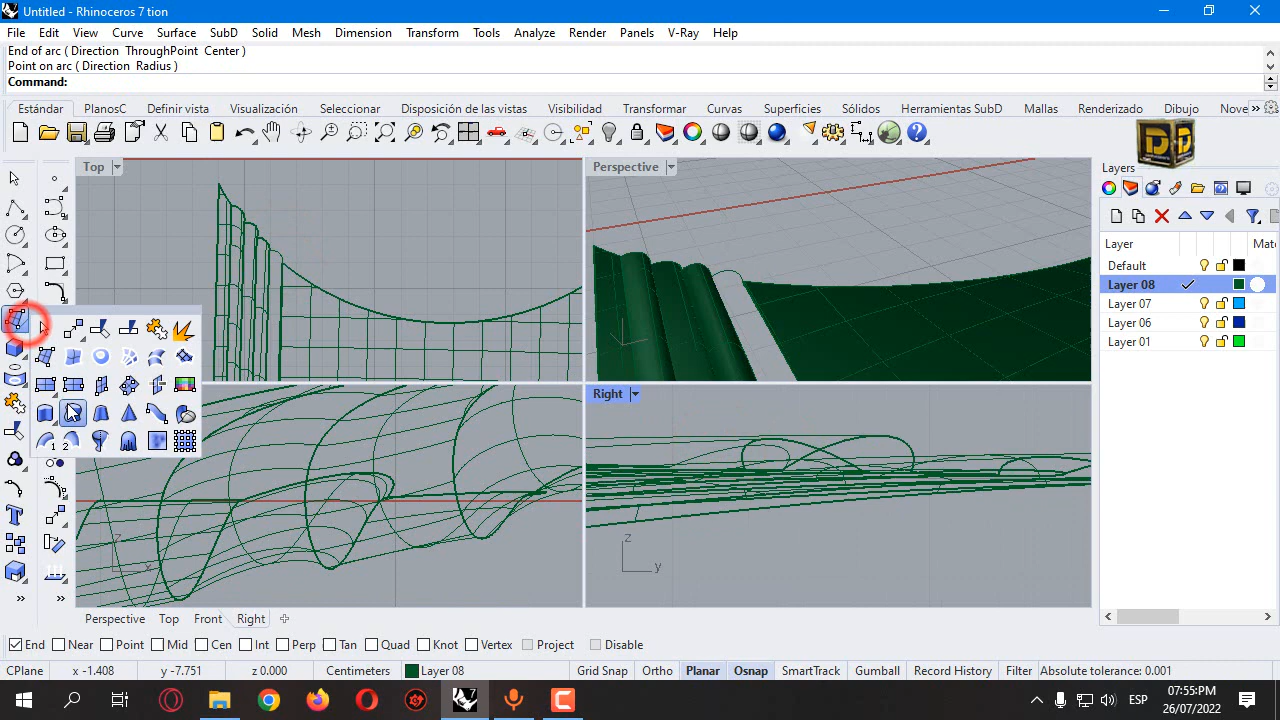 Untitled - Rhinoceros 7 tion
File Edit View Curve Surface SubD Solid Mesh Dimension Transform Tools Analyze Render Panels V-Ray Help
End of arc ( Direction ThroughPoint Center )
Point on arc ( Direction Radius )
Command:
Estándar PlanosC Definir vista Visualización Seleccionar Disposición de las vistas Visibilidad Transformar Curvas Superficies Sólidos Herramientas SubD Mallas Renderizado Dibujo Nove
Top
Perspective
Layers
Layer Mate
Default
Layer 08
Layer 07
Layer 06
Layer 01
Right
z
x
z
y
1
2
Perspective Top Front Right
End Near Point Mid Cen Int Perp Tan Quad Knot Vertex Project Disable
CPlane x -1.408 y -7.751 z 0.000 Centimeters Layer 08 Grid Snap Ortho Planar Osnap SmartTrack Gumball Record History Filter Absolute tolerance: 0.001
ESP
07:55:PM
26/07/2022